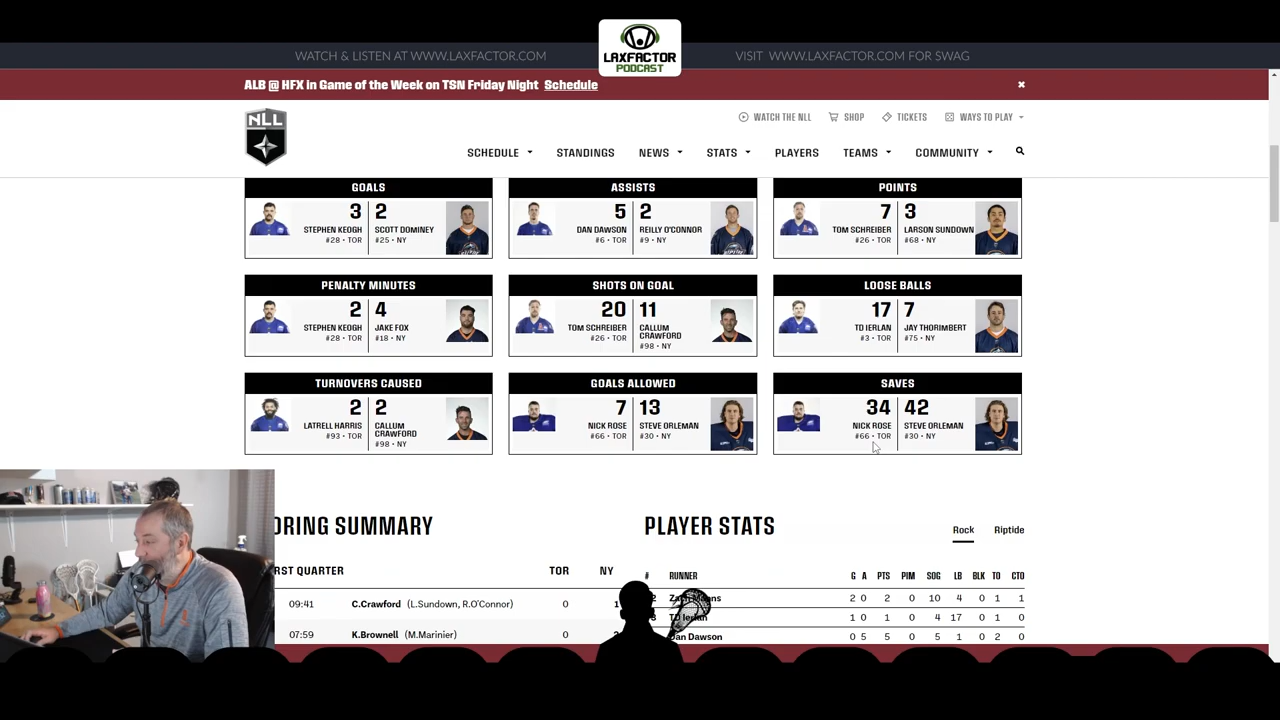 WATCH & LISTEN AT WWW.LAXFACTOR.COM
LAXFACTOR
PODCAST
VISIT WWW.LAXFACTOR.COM FOR SWAG
ALB @ HFX in Game of the Week on TSN Friday Night Schedule
NLL
WATCH THE NLL SHOP TICKETS WAYS TO PLAY
SCHEDULE STANDINGS NEWS STATS PLAYERS TEAMS COMMUNITY
GOALS
3 2
STEPHEN KEOGH SCOTT DOMINEY
#28 • TOR #25 • NY
ASSISTS
5 2
DAN DAWSON REILLY O'CONNOR
#6 • TOR #9 • NY
POINTS
7 3
TOM SCHREIBER LARSON SUNDOWN
#26 • TOR #68 • NY
PENALTY MINUTES
2 4
STEPHEN KEOGH JAKE FOX
#28 • TOR #18 • NY
SHOTS ON GOAL
20 11
TOM SCHREIBER CALLUM
CRAWFORD
#26 • TOR #98 • NY
LOOSE BALLS
17 7
TD IERLAN JAY THORIMBERT
#3 • TOR #75 • NY
TURNOVERS CAUSED
2 2
LATRELL HARRIS CALLUM
CRAWFORD
#93 • TOR #98 • NY
GOALS ALLOWED
7 13
NICK ROSE STEVE ORLEMAN
#66 • TOR #30 • NY
SAVES
34 42
NICK ROSE STEVE ORLEMAN
#66 • TOR #30 • NY
ORING SUMMARY
RST QUARTER TOR NY
09:41 C.Crawford (L.Sundown, R.O'Connor) 0 1
07:59 K.Brownell (M.Marinier) 0
PLAYER STATS
Rock Riptide
# RUNNER G A PTS PIM SOG LB BLK TO CTO
2 0 2 0 10 4 0 1 1
3 TD Ierlan 1 0 1 0 4 17 0 1 0
Dan Dawson 0 5 5 0 5 1 0 2 0